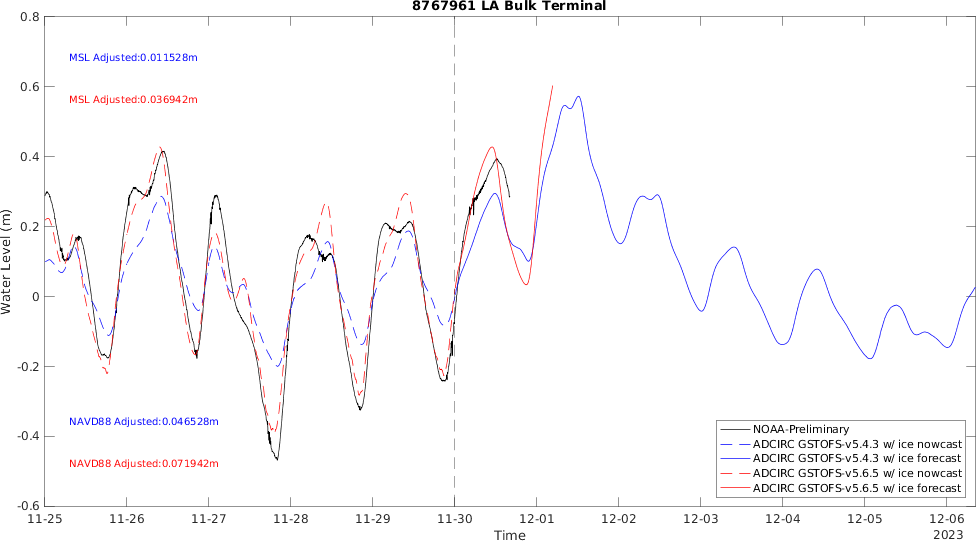 8767961 LA Bulk Terminal
0.8
0.6
0.4
0.2
0
-0.2
-0.4
-0.6
Water Level (m)
MSL Adjusted:0.011528m
MSL Adjusted:0.036942m
NAVD88 Adjusted:0.046528m
NAVD88 Adjusted:0.071942m
NOAA-Preliminary
ADCIRC GSTOFS-v5.4.3 w/ ice nowcast
ADCIRC GSTOFS-v5.4.3 w/ ice forecast
ADCIRC GSTOFS-v5.6.5 w/ ice nowcast
ADCIRC GSTOFS-v5.6.5 w/ ice forecast
11-25 11-26 11-27 11-28 11-29 11-30 12-01 12-02 12-03 12-04 12-05 12-06
Time 2023